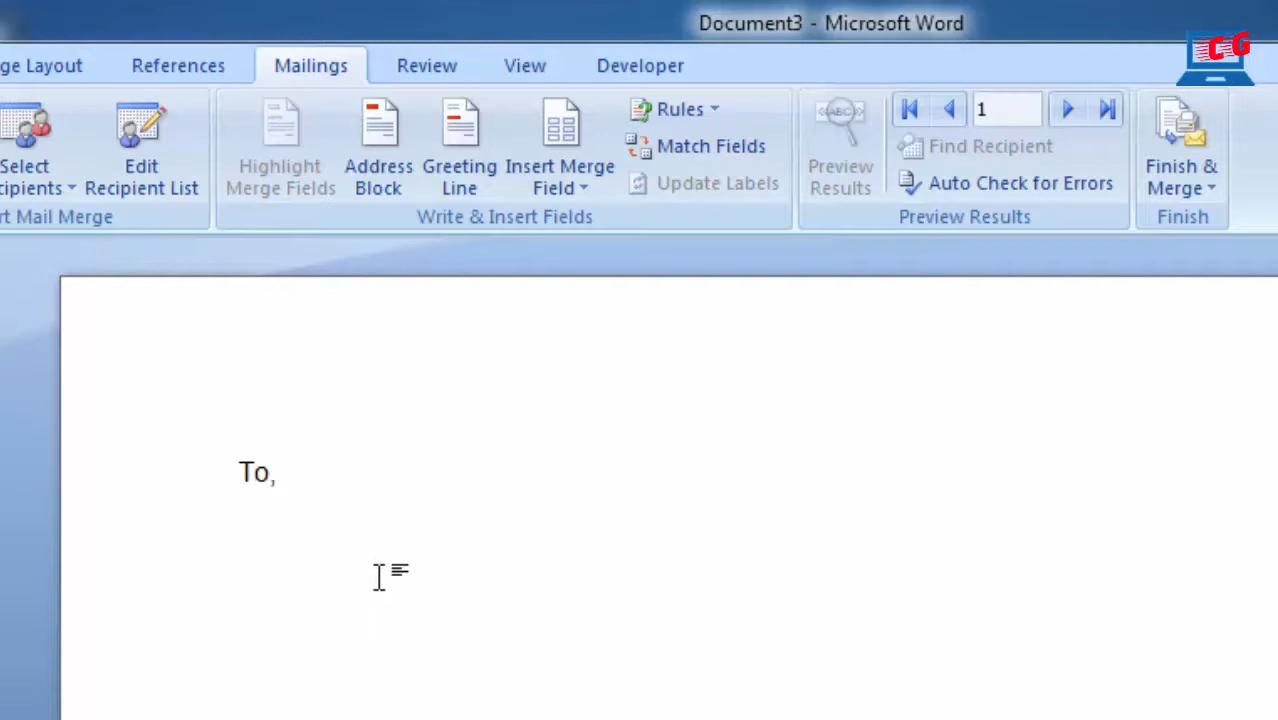 Document3 - Microsoft Word
ge Layout References Mailings Review View Developer
Select
cipients
Edit
Recipient List
rt Mail Merge
Highlight
Merge Fields
Address
Block
Greeting
Line
Insert Merge
Field
Rules
Match Fields
Update Labels
Write & Insert Fields
<ABC>
Preview
Results
1
Find Recipient
Auto Check for Errors
Preview Results
Finish &
Merge
Finish
To,